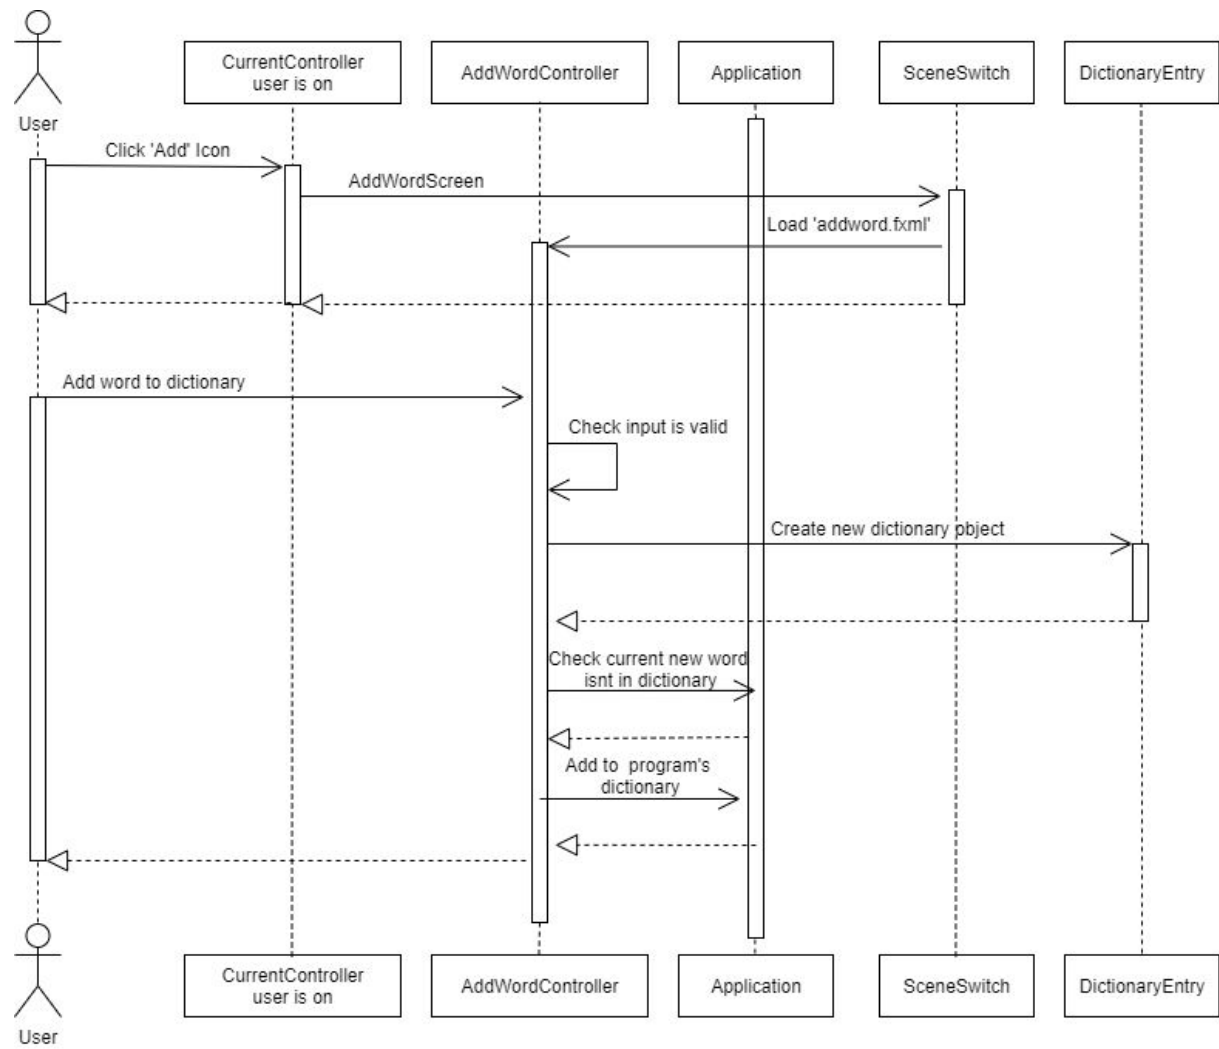 CurrentController
user is on
AddWordController
Application
SceneSwitch
DictionaryEntry
User
Click 'Add' Icon
AddWordScreen
Load 'addword.fxml'
Add word to dictionary
Check input is valid
Create new dictionary object
Check current new word
isnt in dictionary
Add to program's
dictionary
CurrentController
user is on
AddWordController
Application
SceneSwitch
DictionaryEntry
User